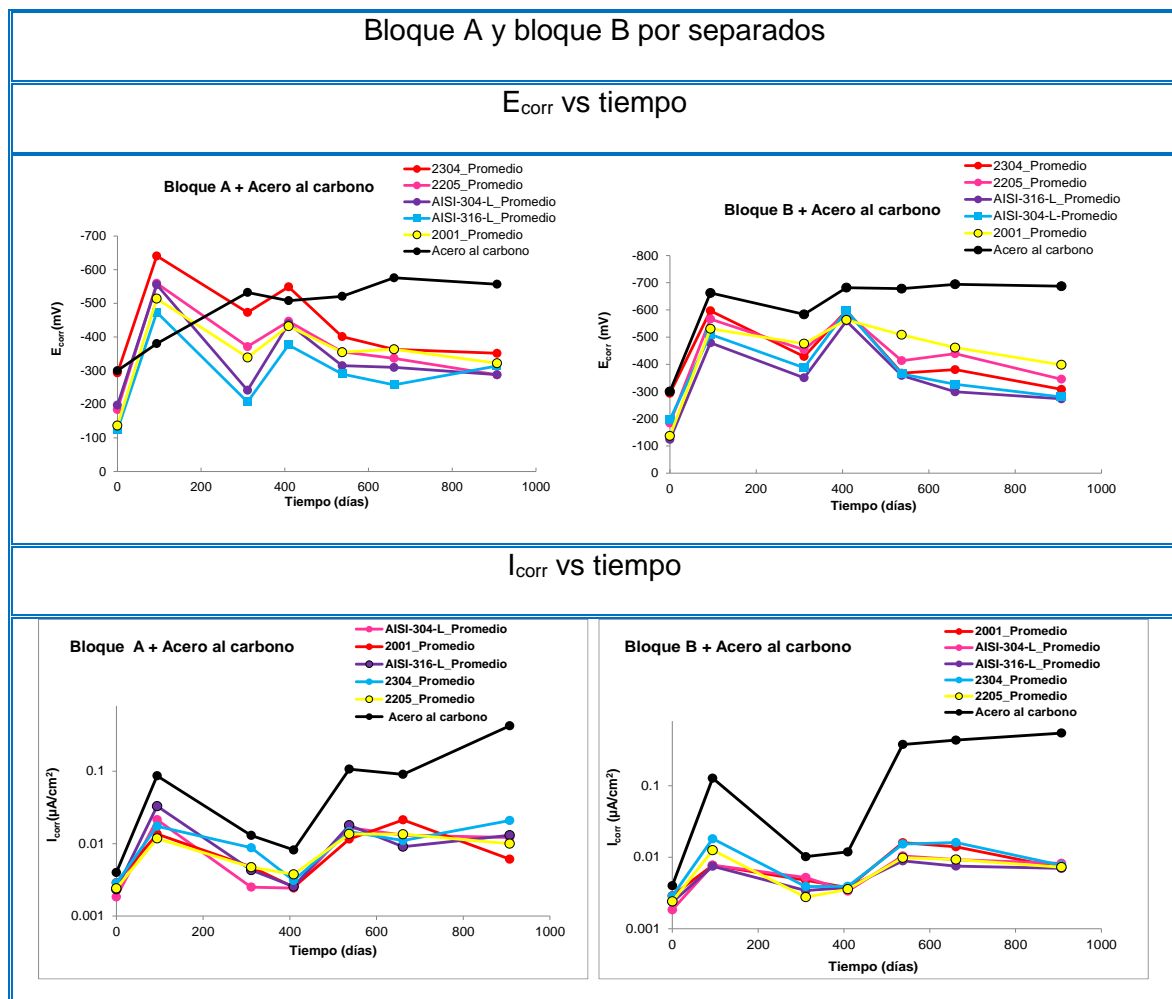 Bloque A y bloque B por separados
Ecorr vs tiempo
Bloque A + Acero al carbono
2304_Promedio
2205_Promedio
AISI-304-L_Promedio
AISI-316-L_Promedio
2001_Promedio
Acero al carbono
-700
-600
-500
-400
-300
-200
-100
0
Ecorr (mV)
0 200 400 600 800 1000
Tiempo (días)
Bloque B + Acero al carbono
2304_Promedio
2205_Promedio
AISI-316-L_Promedio
AISI-304-L-Promedio
2001_Promedio
Acero al carbono
-800
-700
-600
-500
-400
-300
-200
-100
0
Ecorr (mV)
0 200 400 600 800 1000
Tiempo (días)
Icorr vs tiempo
Bloque A + Acero al carbono
AISI-304-L_Promedio
2001_Promedio
AISI-316-L_Promedio
2304_Promedio
2205_Promedio
Acero al carbono
0.1
0.01
0.001
Icorr (µA/cm²)
0 200 400 600 800 1000
Tiempo (días)
Bloque B + Acero al carbono
2001_Promedio
AISI-304-L_Promedio
AISI-316-L_Promedio
2304_Promedio
2205_Promedio
Acero al carbono
0.1
0.01
0.001
Icorr (µA/cm²)
0 200 400 600 800 1000
Tiempo (días)